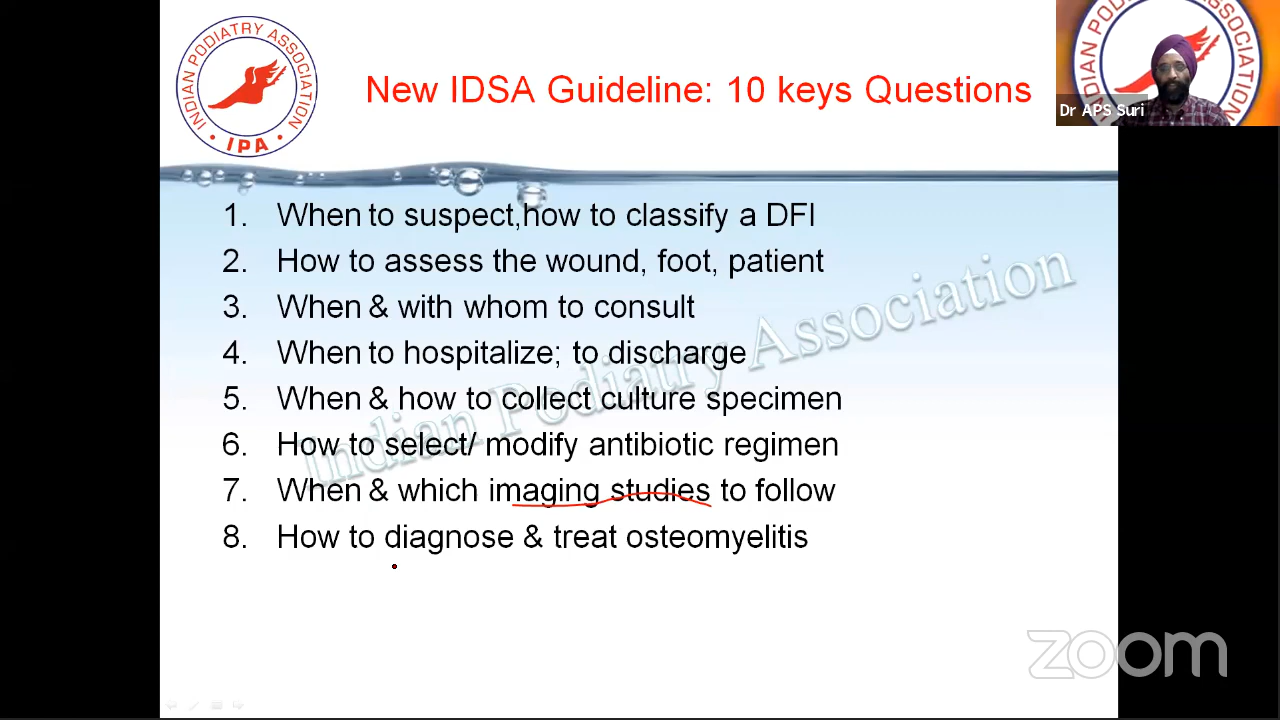 INDIAN PODIATRY ASSOCIATION
• IPA •
New IDSA Guideline: 10 keys Questions
INDIAN PODIATRY ASSOCIATION
Dr APS Suri
1. When to suspect,how to classify a DFI
2. How to assess the wound, foot, patient
3. When & with whom to consult
4. When to hospitalize; to discharge
5. When & how to collect culture specimen
6. How to select/ modify antibiotic regimen
7. When & which imaging studies to follow
8. How to diagnose & treat osteomyelitis
Indian Podiatry Association
zoom